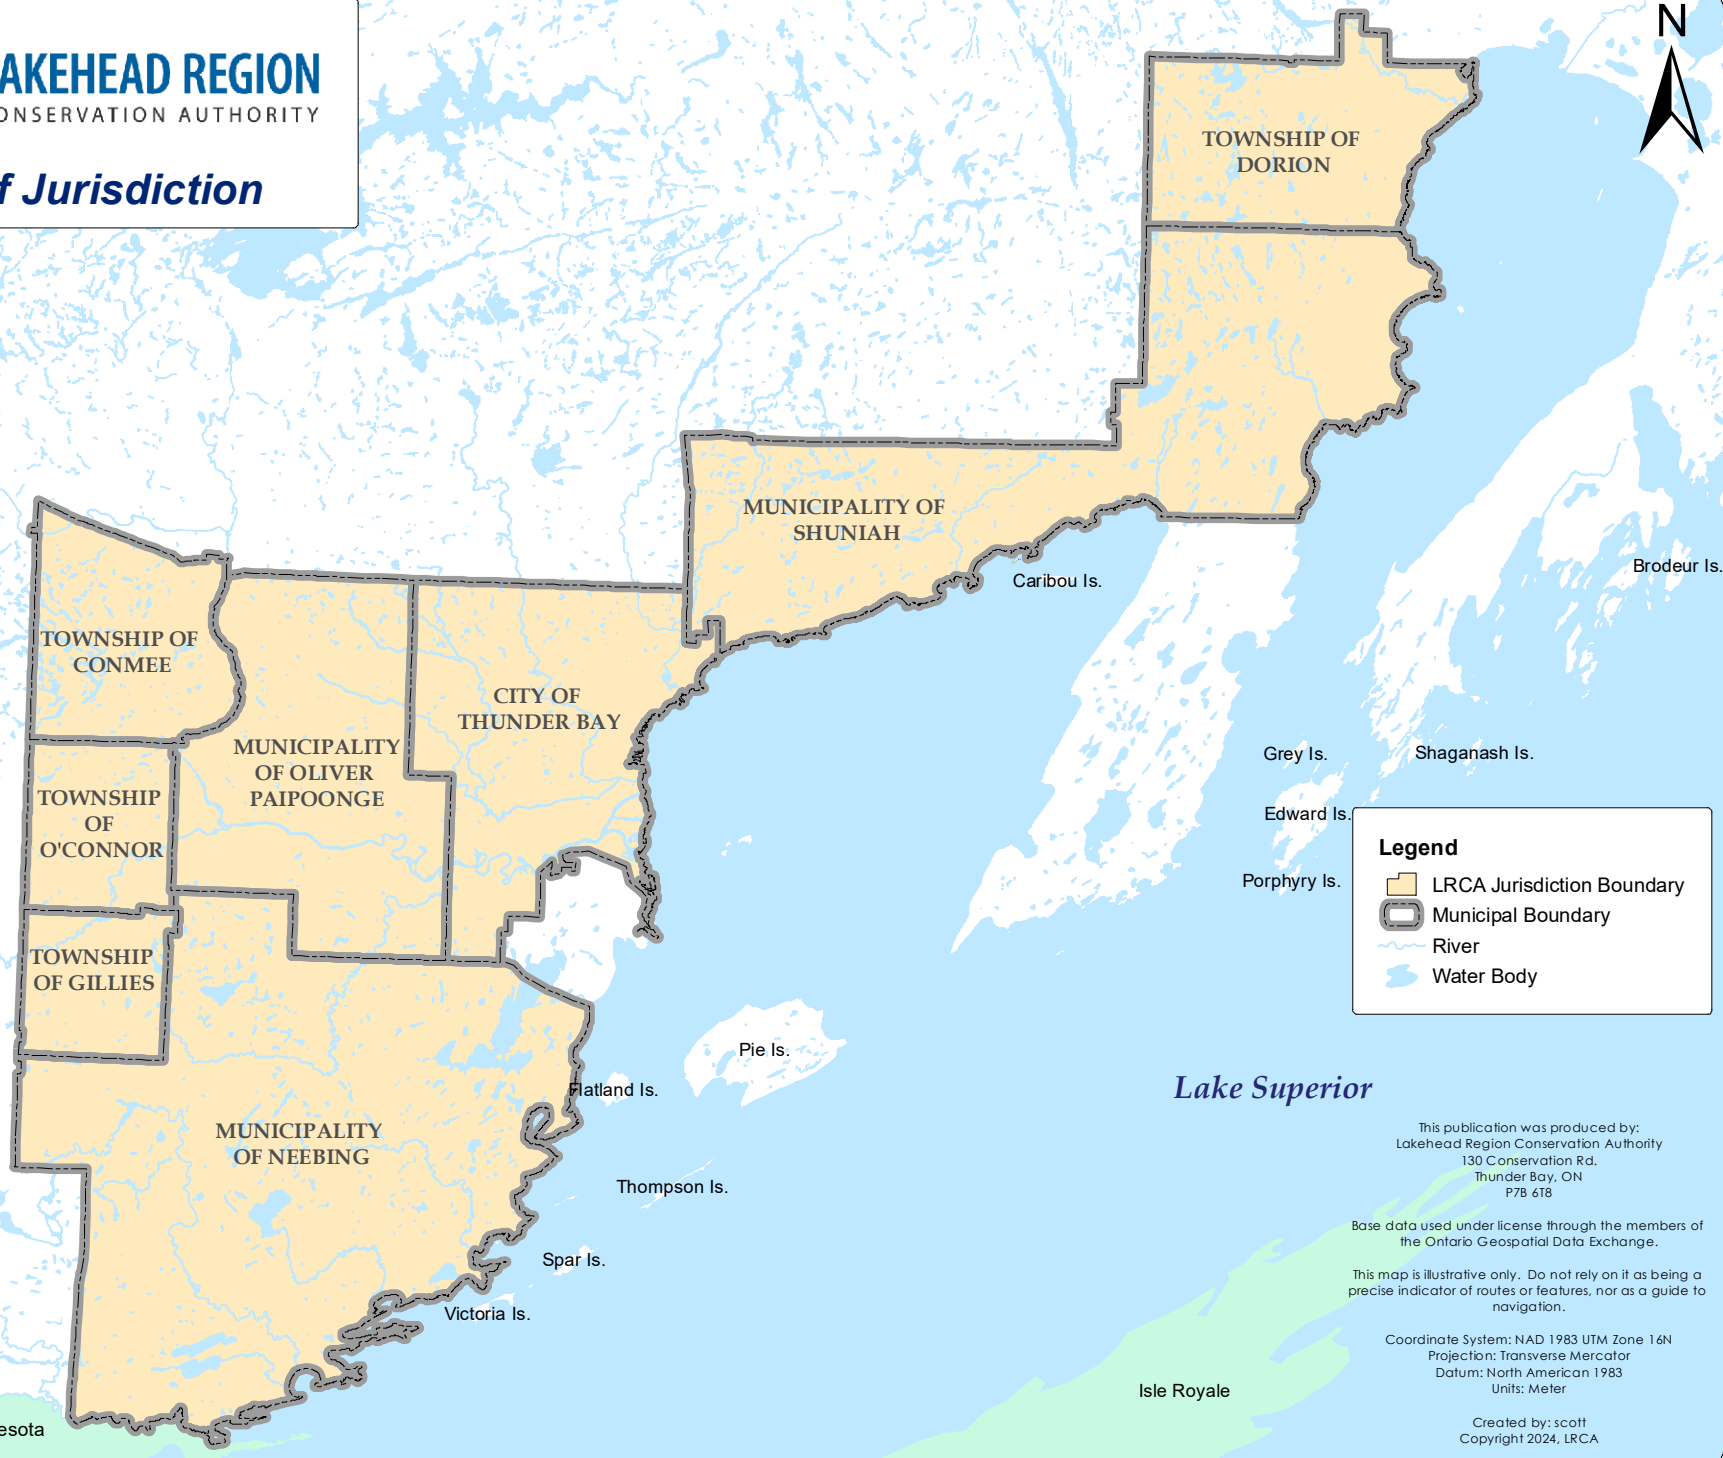 AKEHEAD REGION
ONSERVATION AUTHORITY
f Jurisdiction
N
TOWNSHIP OF
DORION
MUNICIPALITY OF
SHUNIAH
Caribou Is.
Brodeur Is.
TOWNSHIP OF
CONMEE
CITY OF
THUNDER BAY
MUNICIPALITY
OF OLIVER
PAIPOONGE
TOWNSHIP
OF
O'CONNOR
Grey Is.
Shaganash Is.
Edward Is.
Porphyry Is.
Legend
LRCA Jurisdiction Boundary
Municipal Boundary
River
Water Body
TOWNSHIP
OF GILLIES
Pie Is.
Flatland Is.
Lake Superior
MUNICIPALITY
OF NEEBING
Thompson Is.
Spar Is.
Victoria Is.
Isle Royale
esota
This publication was produced by:
Lakehead Region Conservation Authority
130 Conservation Rd.
Thunder Bay, ON
P7B 6T8
Base data used under license through the members of
the Ontario Geospatial Data Exchange.
This map is illustrative only.  Do not rely on it as being a
precise indicator of routes or features, nor as a guide to
navigation.
Coordinate System: NAD 1983 UTM Zone 16N
Projection: Transverse Mercator
Datum: North American 1983
Units: Meter
Created by: scott
Copyright 2024, LRCA